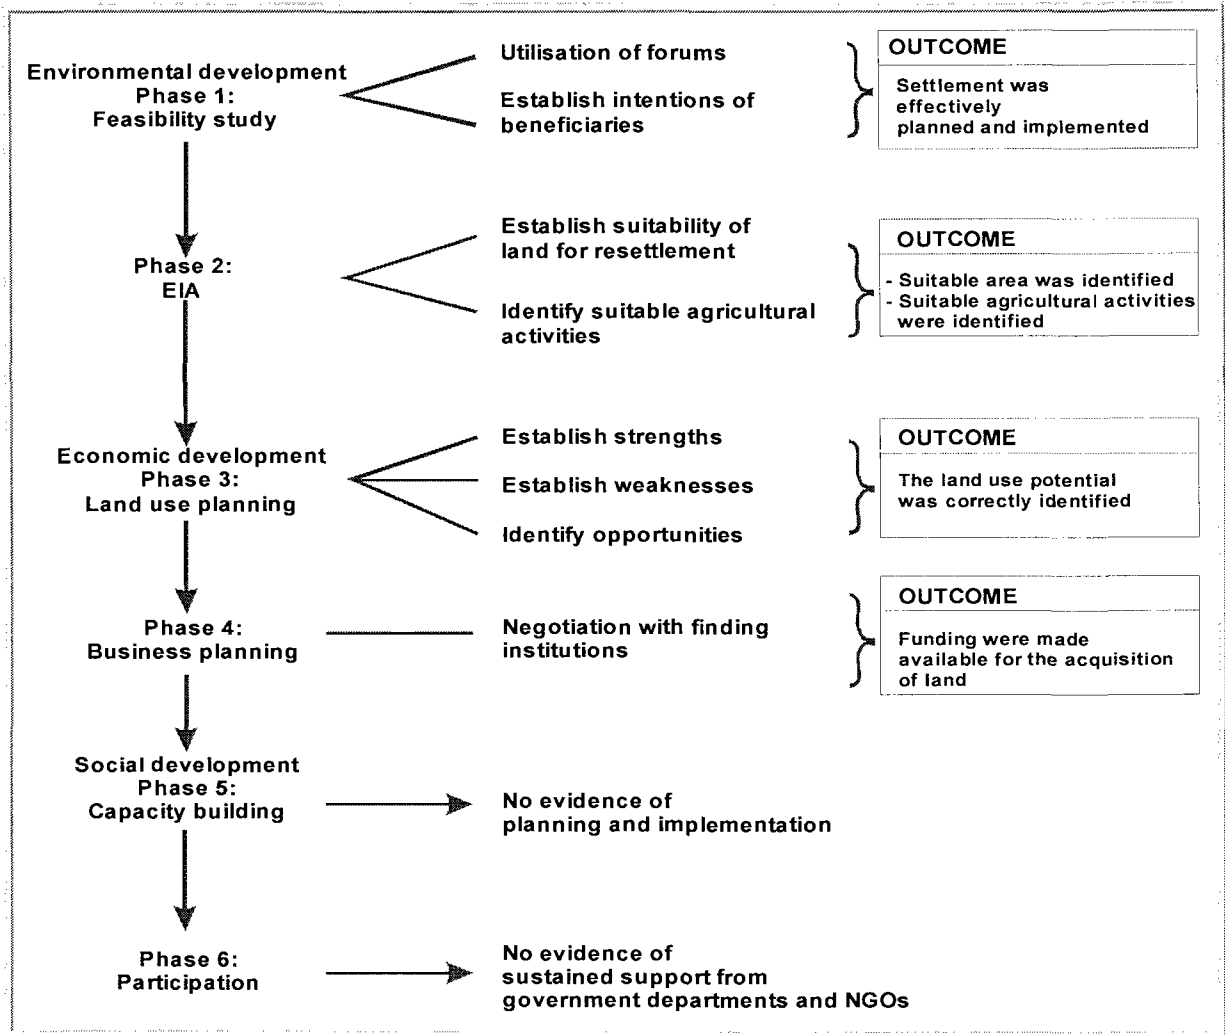 Environmental development
Phase 1:
Feasibility study
Utilisation of forums
Establish intentions of
beneficiaries
OUTCOME
Settlement was
effectively
planned and implemented
Phase 2:
EIA
Establish suitability of
land for resettlement
Identify suitable agricultural
activities
OUTCOME
- Suitable area was identified
- Suitable agricultural activities
were identified
Economic development
Phase 3:
Land use planning
Establish strengths
Establish weaknesses
Identify opportunities
OUTCOME
The land use potential
was correctly identified
Phase 4:
Business planning
Negotiation with finding
institutions
OUTCOME
Funding were made
available for the acquisition
of land
Social development
Phase 5:
Capacity building
No evidence of
planning and implementation
Phase 6:
Participation
No evidence of
sustained support from
government departments and NGOs